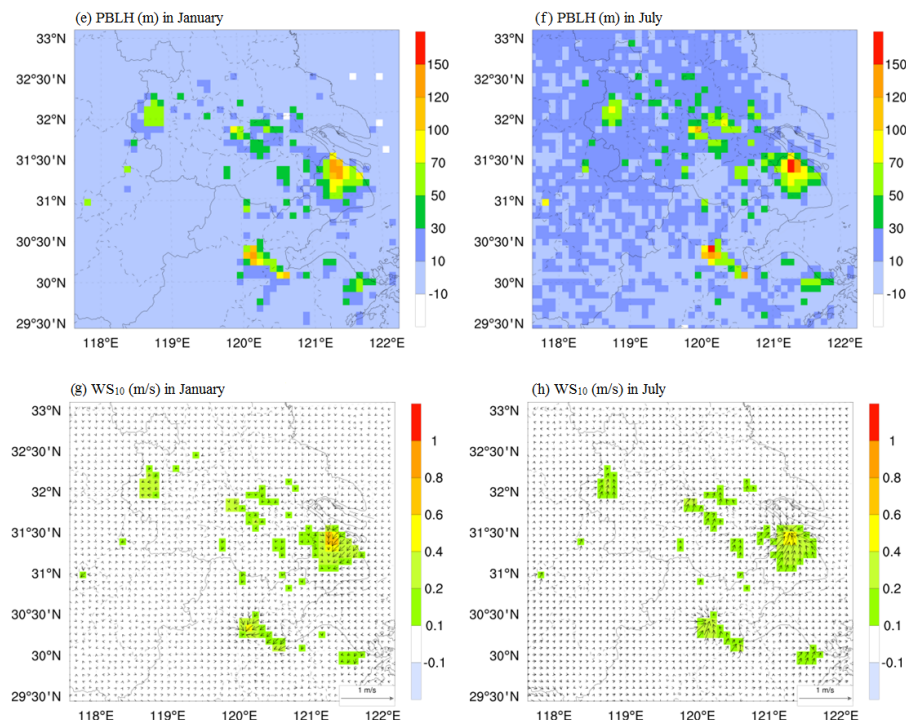 (e) PBLH (m) in January
(f) PBLH (m) in July
33°N
32°30'N
32°N
31°30'N
31°N
30°30'N
30°N
29°30'N
118°E 119°E 120°E 121°E 122°E
150
120
100
70
50
30
10
-10
33°N
32°30'N
32°N
31°30'N
31°N
30°30'N
30°N
29°30'N
118°E 119°E 120°E 121°E 122°E
150
120
100
70
50
30
10
-10
(g) WS10 (m/s) in January
(h) WS10 (m/s) in July
33°N
32°30'N
32°N
31°30'N
31°N
30°30'N
30°N
29°30'N
118°E 119°E 120°E 121°E 122°E
1 m/s
1
0.8
0.6
0.4
0.2
0.1
-0.1
33°N
32°30'N
32°N
31°30'N
31°N
30°30'N
30°N
29°30'N
118°E 119°E 120°E 121°E 122°E
1 m/s
1
0.8
0.6
0.4
0.2
0.1
-0.1